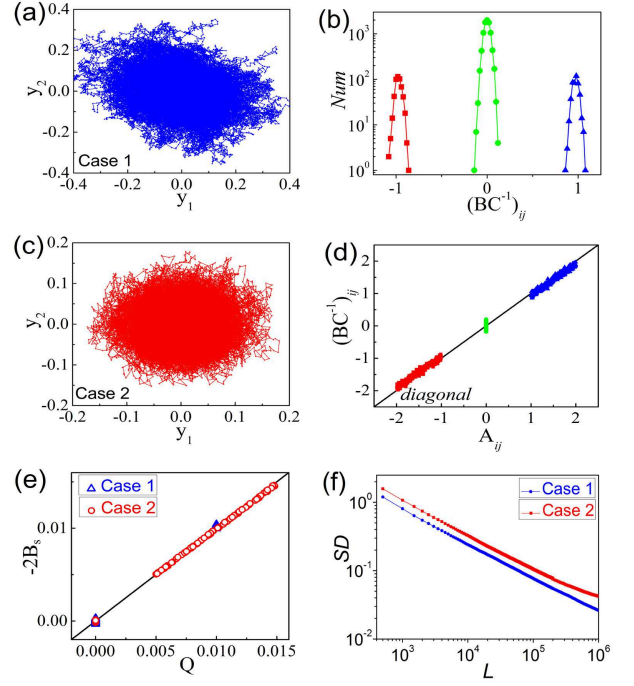 (a)
0.4
0.2
0.0
-0.2
-0.4
y2
Case 1
-0.4 -0.2 0.0 0.2 0.4
y1
(b)
10^3
10^2
10^1
10^0
Num
-1 0 1
(BC^-1)ij
(c)
0.2
0.1
0.0
-0.1
-0.2
y2
Case 2
-0.2 -0.1 0.0 0.1 0.2
y1
(d)
2
1
0
-1
-2
(BC^-1)ij
diagonal
-2 -1 0 1 2
Aij
(e)
Case 1
Case 2
0.01
0.00
-2Bs
0.000 0.005 0.010 0.015
Q
(f)
Case 1
Case 2
10^0
10^-1
10^-2
SD
10^3 10^4 10^5 10^6
L